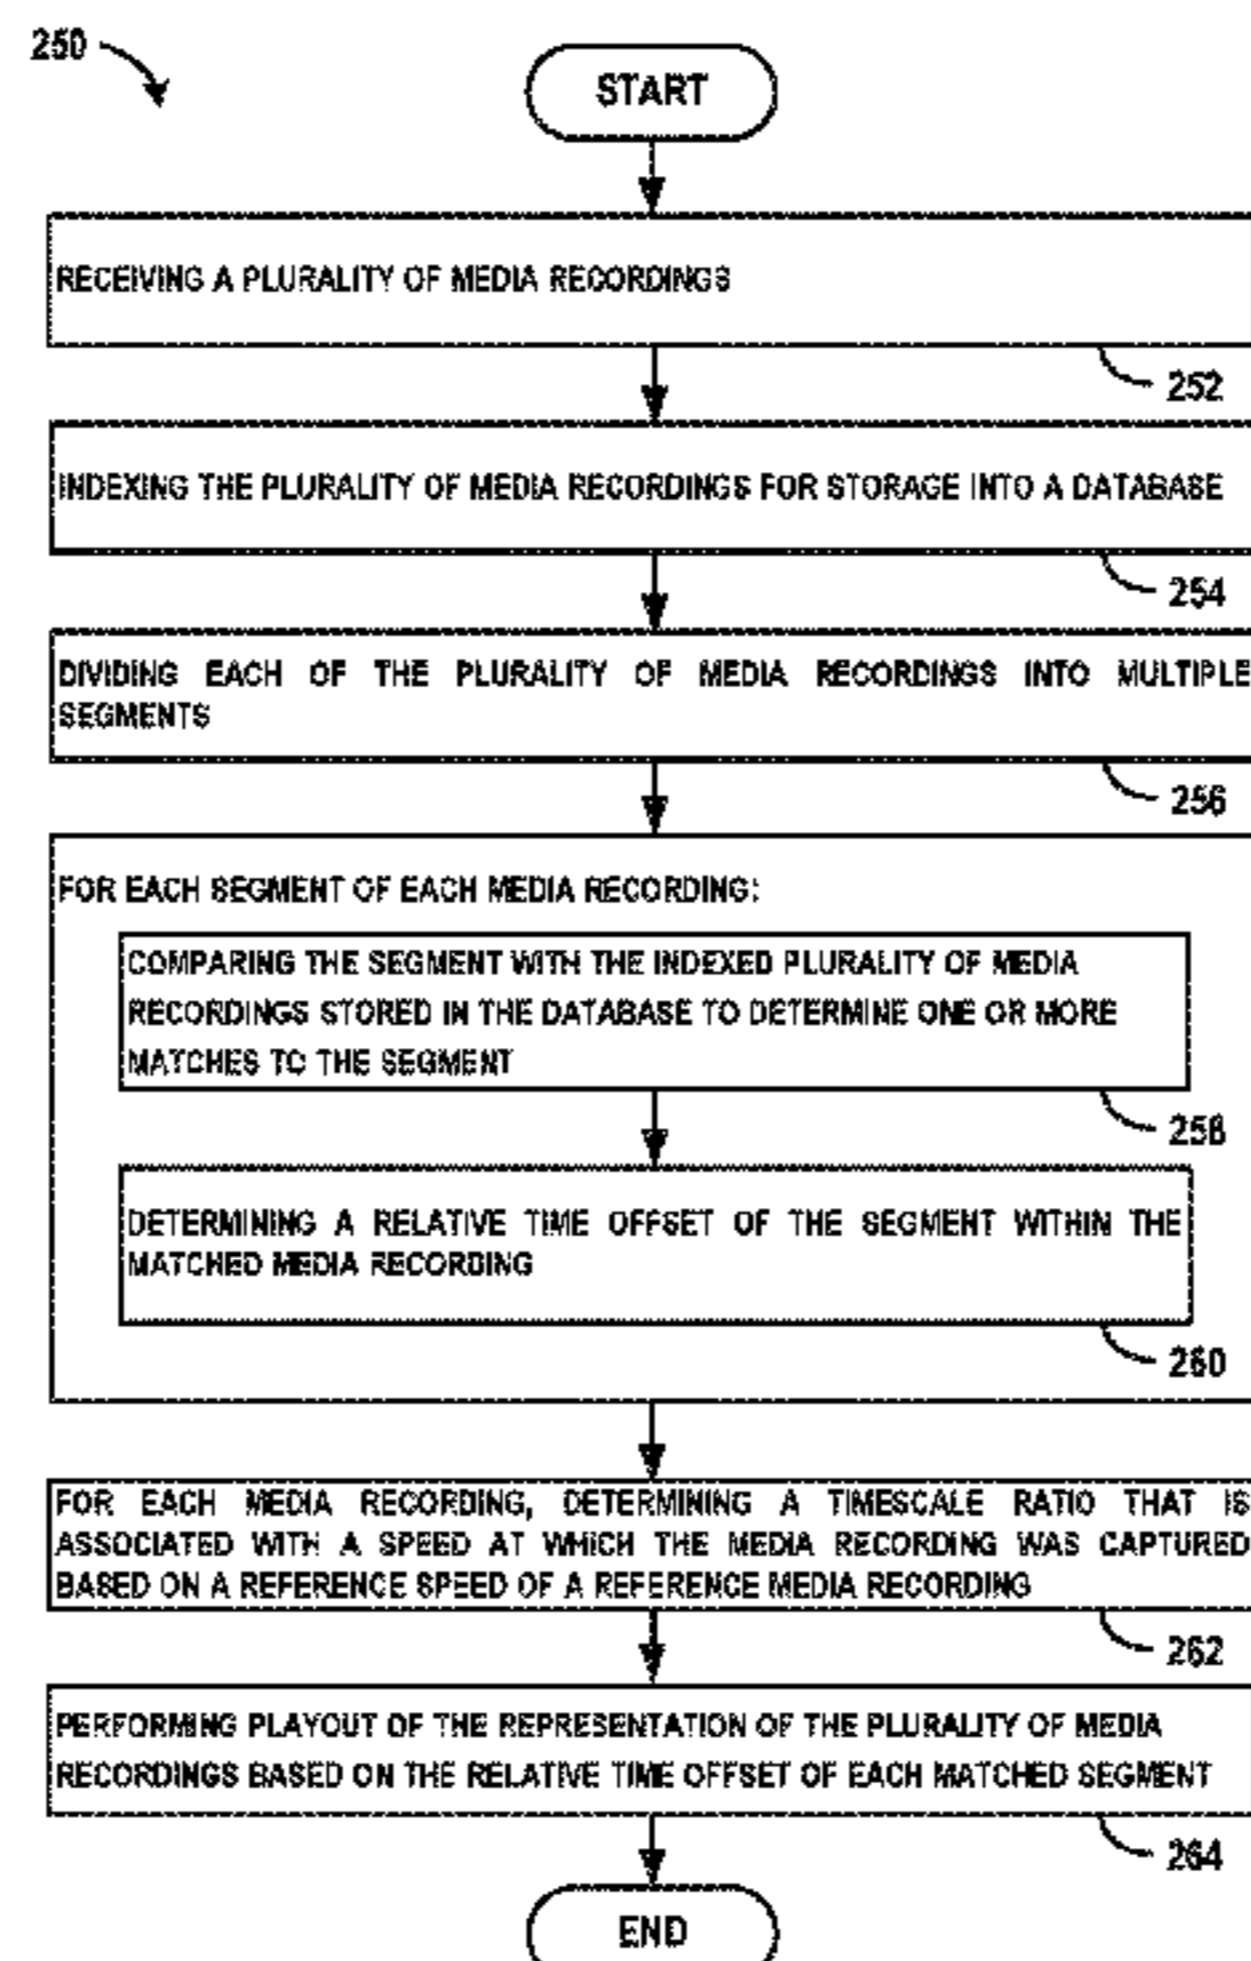 250
START
RECEIVING A PLURALITY OF MEDIA RECORDINGS
252
INDEXING THE PLURALITY OF MEDIA RECORDINGS FOR STORAGE INTO A DATABASE
254
DIVIDING EACH OF THE PLURALITY OF MEDIA RECORDINGS INTO MULTIPLE
SEGMENTS
256
FOR EACH SEGMENT OF EACH MEDIA RECORDING:
COMPARING THE SEGMENT WITH THE INDEXED PLURALITY OF MEDIA
RECORDINGS STORED IN THE DATABASE TO DETERMINE ONE OR MORE
MATCHES TO THE SEGMENT
258
DETERMINING A RELATIVE TIME OFFSET OF THE SEGMENT WITHIN THE
MATCHED MEDIA RECORDING
260
FOR EACH MEDIA RECORDING, DETERMINING A TIMESCALE RATIO THAT IS
ASSOCIATED WITH A SPEED AT WHICH THE MEDIA RECORDING WAS CAPTURED
BASED ON A REFERENCE SPEED OF A REFERENCE MEDIA RECORDING
262
PERFORMING PLAYOUT OF THE REPRESENTATION OF THE PLURALITY OF MEDIA
RECORDINGS BASED ON THE RELATIVE TIME OFFSET OF EACH MATCHED SEGMENT
264
END